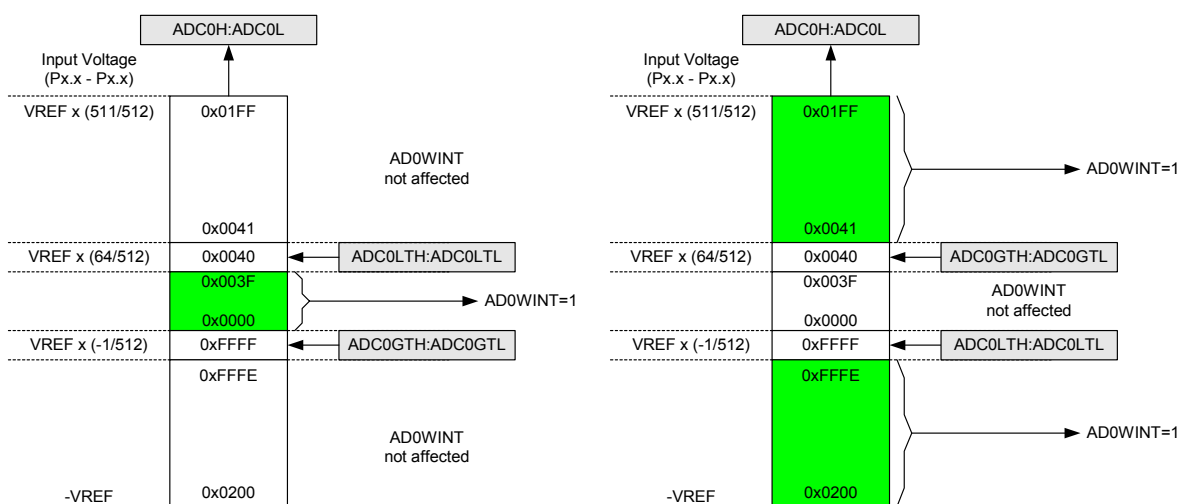 ADC0H:ADC0L
Input Voltage
(Px.x - Px.x)
VREF x (511/512)
0x01FF
AD0WINT
not affected
0x0041
VREF x (64/512)
0x0040
ADC0LTH:ADC0LTL
0x003F
AD0WINT=1
0x0000
VREF x (-1/512)
0xFFFF
ADC0GTH:ADC0GTL
0xFFFE
AD0WINT
not affected
-VREF
0x0200
ADC0H:ADC0L
Input Voltage
(Px.x - Px.x)
VREF x (511/512)
0x01FF
AD0WINT=1
0x0041
VREF x (64/512)
0x0040
ADC0GTH:ADC0GTL
0x003F
AD0WINT
not affected
0x0000
VREF x (-1/512)
0xFFFF
ADC0LTH:ADC0LTL
0xFFFE
AD0WINT=1
-VREF
0x0200